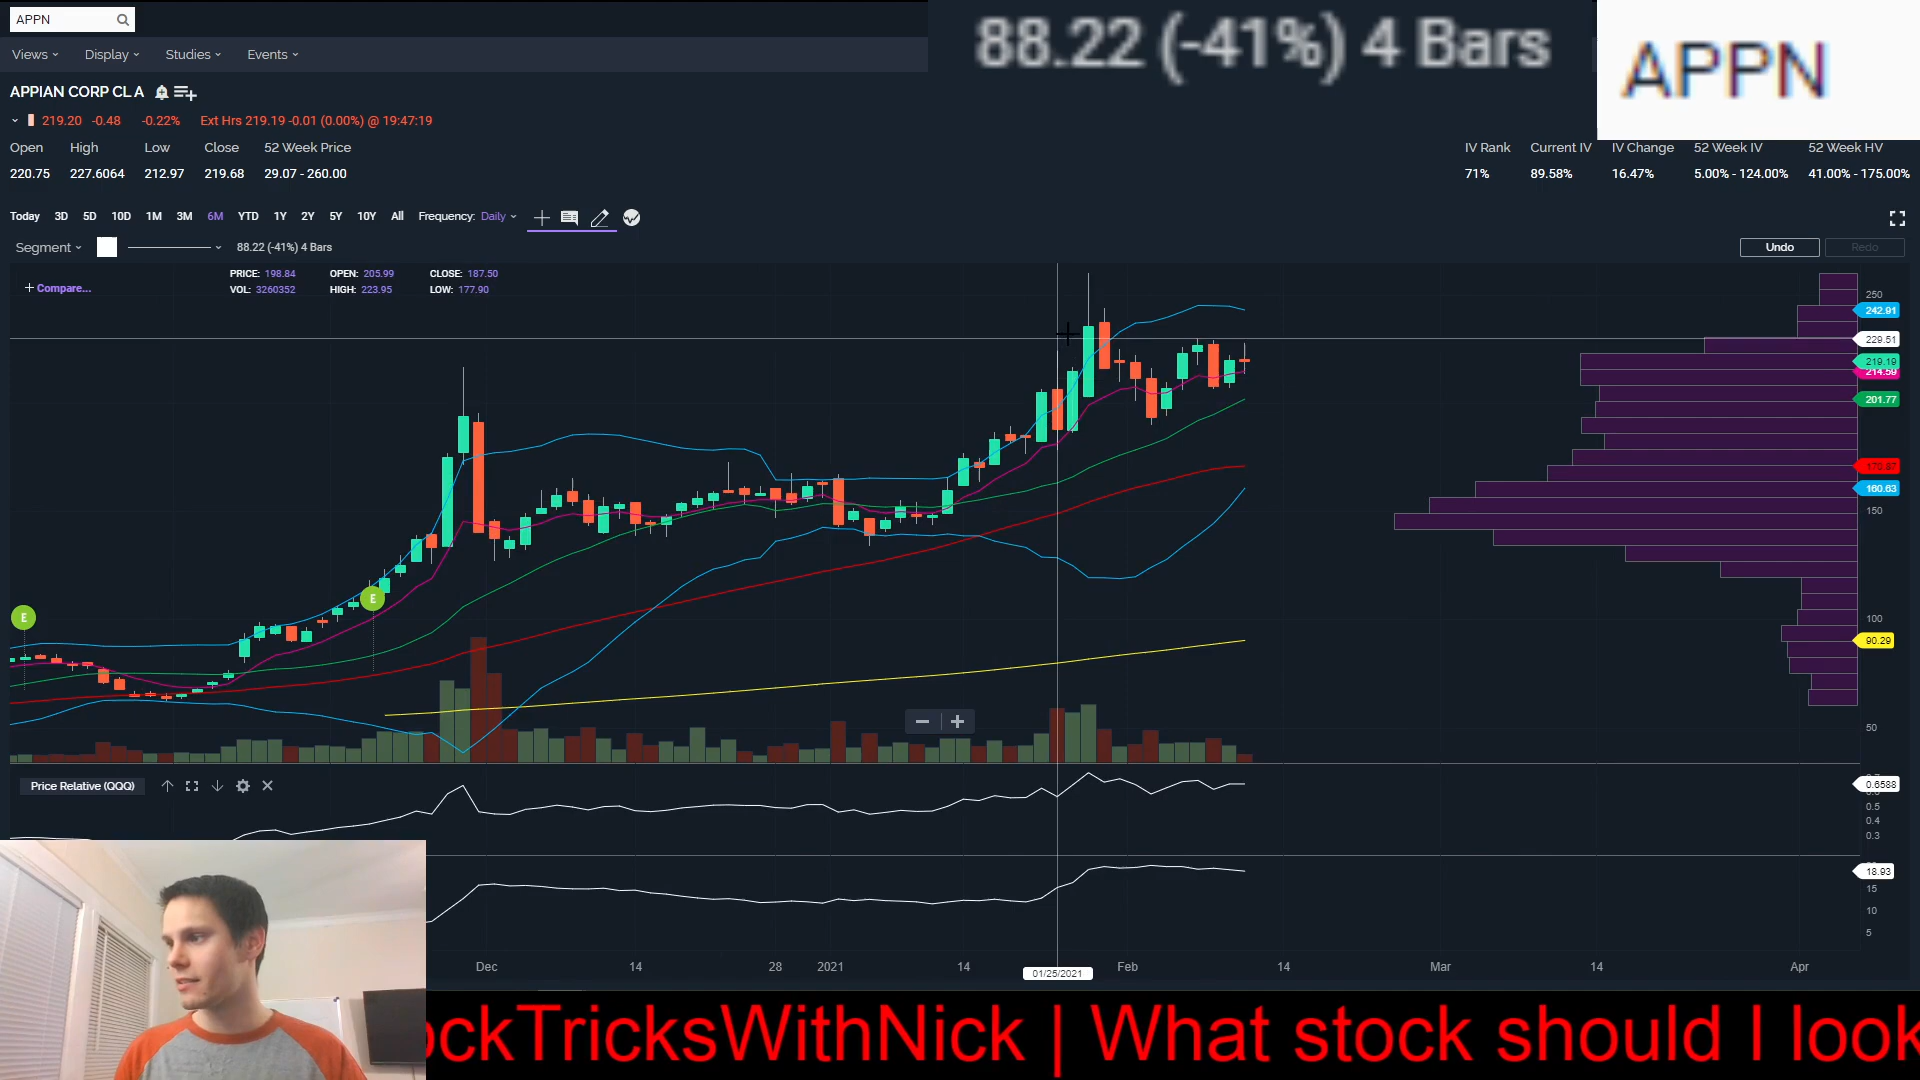 APPN
88.22 (-41%) 4 Bars
APPN
Views Display Studies Events
APPIAN CORP CL A
219.20 -0.48 -0.22% Ext Hrs 219.19 -0.01 (0.00%) @ 19:47:19
Open High Low Close 52 Week Price
220.75 227.6064 212.97 219.68 29.07 - 260.00
IV Rank Current IV IV Change 52 Week IV 52 Week HV
71% 89.58% 16.47% 5.00% - 124.00% 41.00% - 175.00%
Today 3D 5D 10D 1M 3M 6M YTD 1Y 2Y 5Y 10Y All Frequency: Daily
Segment 88.22 (-41%) 4 Bars Undo Redo
PRICE: 198.84 OPEN: 205.99 CLOSE: 187.50
VOL: 3260352 HIGH: 223.95 LOW: 177.90
+ Compare...
250
242.91
229.51
219.19
214.59
201.77
170.87
160.63
150
100
90.29
50
E
E
Price Relative (QQQ)
0.6588
0.5
0.4
0.3
18.93
15
10
5
Dec 14 28 2021 14 01/25/2021 Feb 14 Mar 14 Apr
ockTricksWithNick | What stock should I look